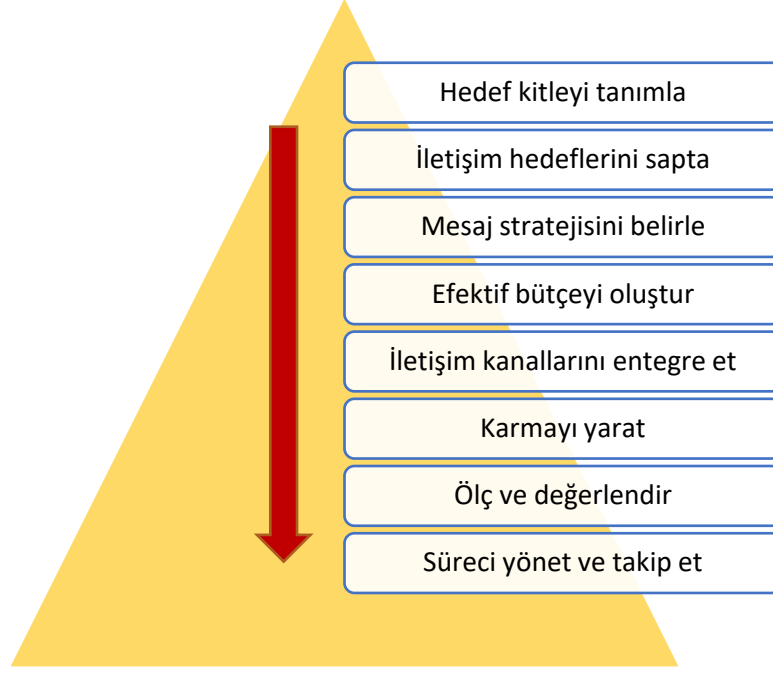 Hedef kitleyi tanımla
İletişim hedeflerini sapta
Mesaj stratejisini belirle
Efektif bütçeyi oluştur
İletişim kanallarını entegre et
Karmayı yarat
Ölç ve değerlendir
Süreci yönet ve takip et